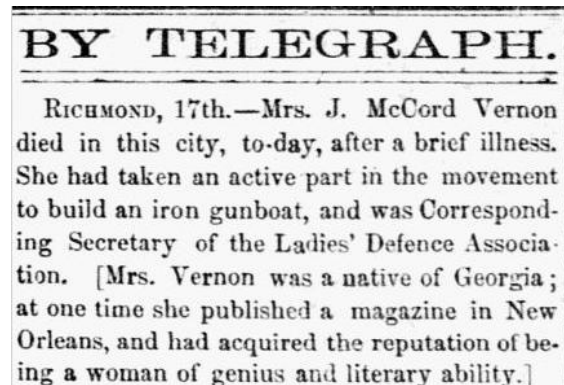 BY TELEGRAPH.
RICHMOND, 17th.—Mrs. J. McCord Vernon
died in this city, to-day, after a brief illness.
She had taken an active part in the movement
to build an iron gunboat, and was Correspond-
ing Secretary of the Ladies' Defence Associa-
tion. [Mrs. Vernon was a native of Georgia;
at one time she published a magazine in New
Orleans, and had acquired the reputation of be-
ing a woman of genius and literary ability.]